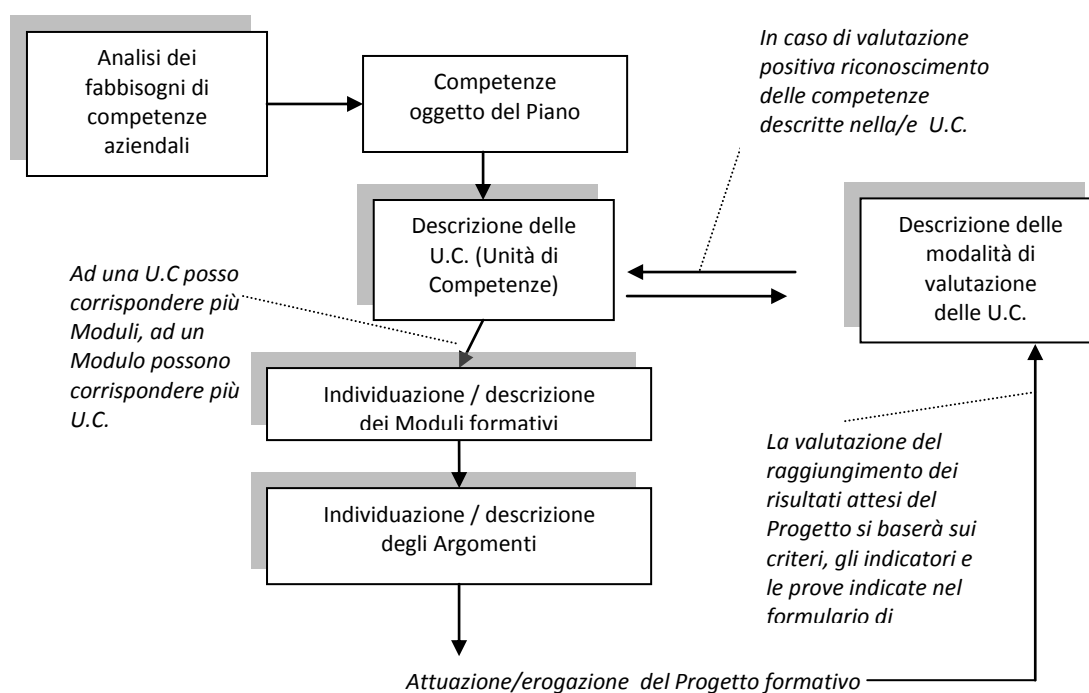 Analisi dei
fabbisogni di
competenze
aziendali
Competenze
oggetto del Piano
In caso di valutazione
positiva riconoscimento
delle competenze
descritte nella/e U.C.
Descrizione delle
U.C. (Unità di
Competenze)
Descrizione delle
modalità di
valutazione
delle U.C.
Ad una U.C posso
corrispondere più
Moduli, ad un
Modulo possono
corrispondere più
U.C.
Individuazione / descrizione
dei Moduli formativi
Individuazione / descrizione
degli Argomenti
La valutazione del
raggiungimento dei
risultati attesi del
Progetto si baserà sui
criteri, gli indicatori e
le prove indicate nel
formulario di
Attuazione/erogazione del Progetto formativo